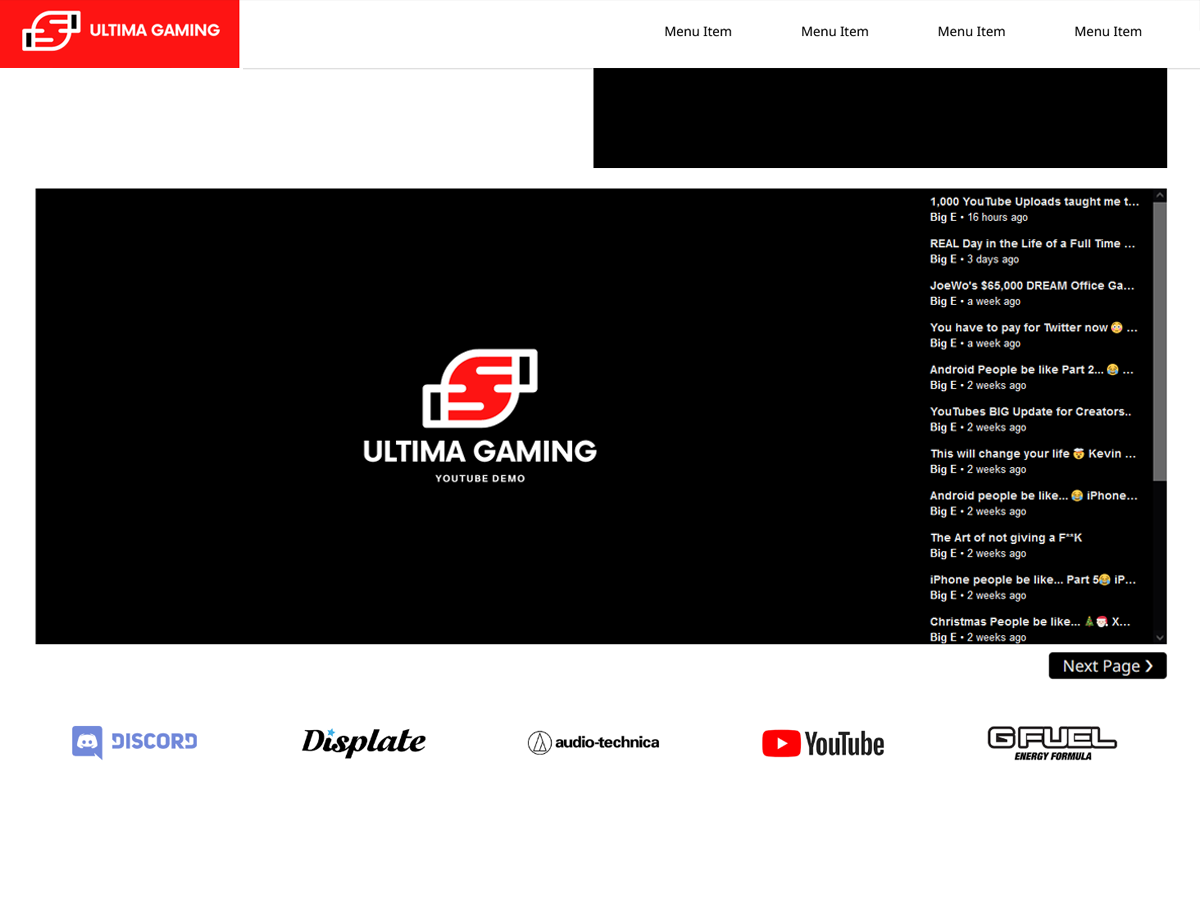 ULTIMA GAMING
Menu Item
Menu Item
Menu Item
Menu Item
ULTIMA GAMING
YOUTUBE DEMO
1,000 YouTube Uploads taught me t...
Big E • 16 hours ago
REAL Day in the Life of a Full Time ...
Big E • 3 days ago
JoeWo's $65,000 DREAM Office Ga...
Big E • a week ago
You have to pay for Twitter now 😳 ...
Big E • a week ago
Android People be like Part 2... 😂 ...
Big E • 2 weeks ago
YouTubes BIG Update for Creators..
Big E • 2 weeks ago
This will change your life 🤯 Kevin ...
Big E • 2 weeks ago
Android people be like... 😂 iPhone...
Big E • 2 weeks ago
The Art of not giving a F**K
Big E • 2 weeks ago
iPhone people be like... Part 5😂 iP...
Big E • 2 weeks ago
Christmas People be like... 🎄🎅 X...
Big E • 2 weeks ago
Next Page ❯
DISCORD
Displate
audio-technica
YouTube
G FUEL
ENERGY FORMULA